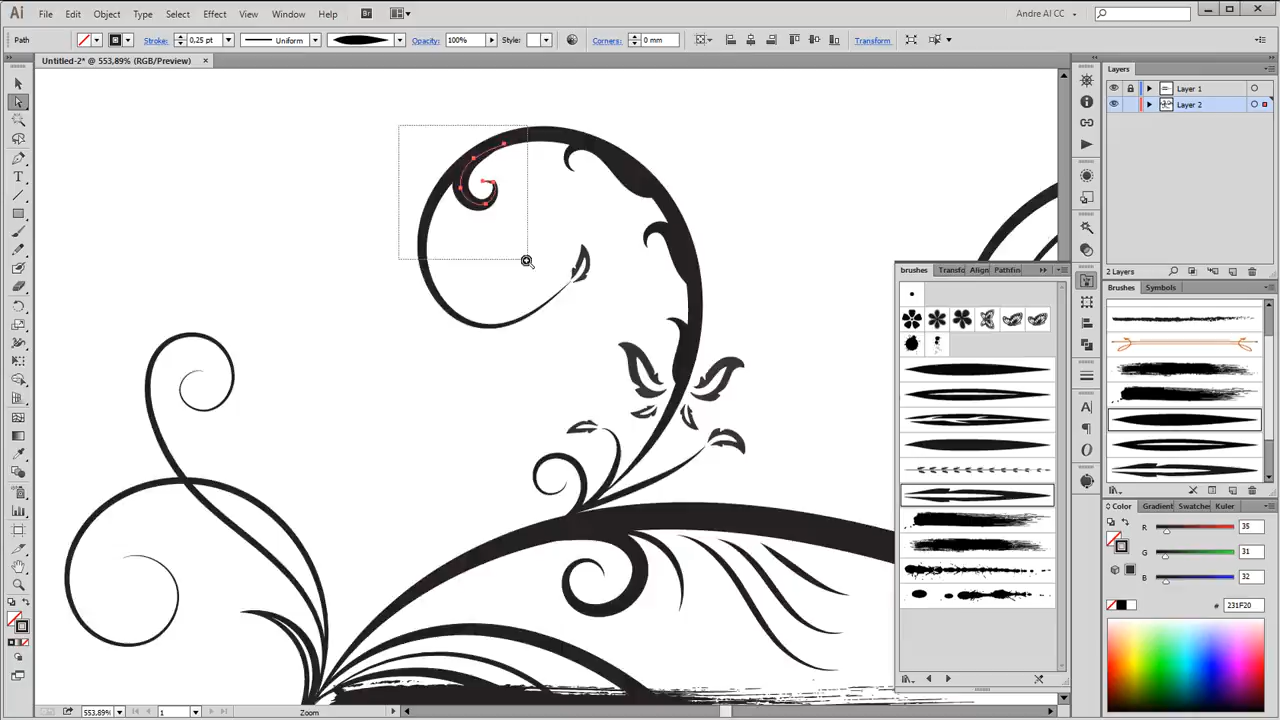 Ai File Edit Object Type Select Effect View Window Help Br Andre AI CC
Path Stroke: 0,25 pt Uniform Opacity: 100% Style: Corners: 0 mm Transform
Untitled-2* @ 553,89% (RGB/Preview) ×
Layers
Layer 1
Layer 2
2 Layers
brushes Transfo Align Pathfin
Brushes Symbols
Color Gradient Swatche Kuler
R 35
G 31
B 32
# 231F20
553,89% 1 Zoom